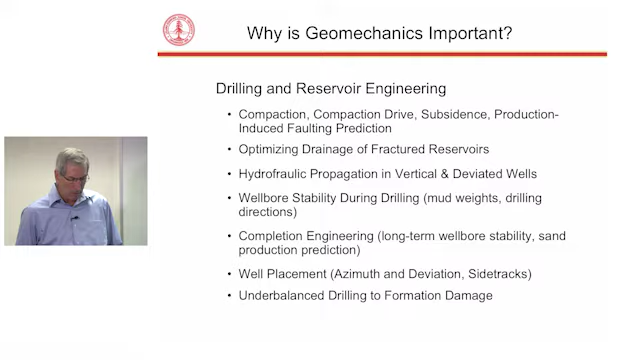 Why is Geomechanics Important?
Drilling and Reservoir Engineering
• Compaction, Compaction Drive, Subsidence, Production-
Induced Faulting Prediction
• Optimizing Drainage of Fractured Reservoirs
• Hydrofraulic Propagation in Vertical & Deviated Wells
• Wellbore Stability During Drilling (mud weights, drilling
directions)
• Completion Engineering (long-term wellbore stability, sand
production prediction)
• Well Placement (Azimuth and Deviation, Sidetracks)
• Underbalanced Drilling to Formation Damage